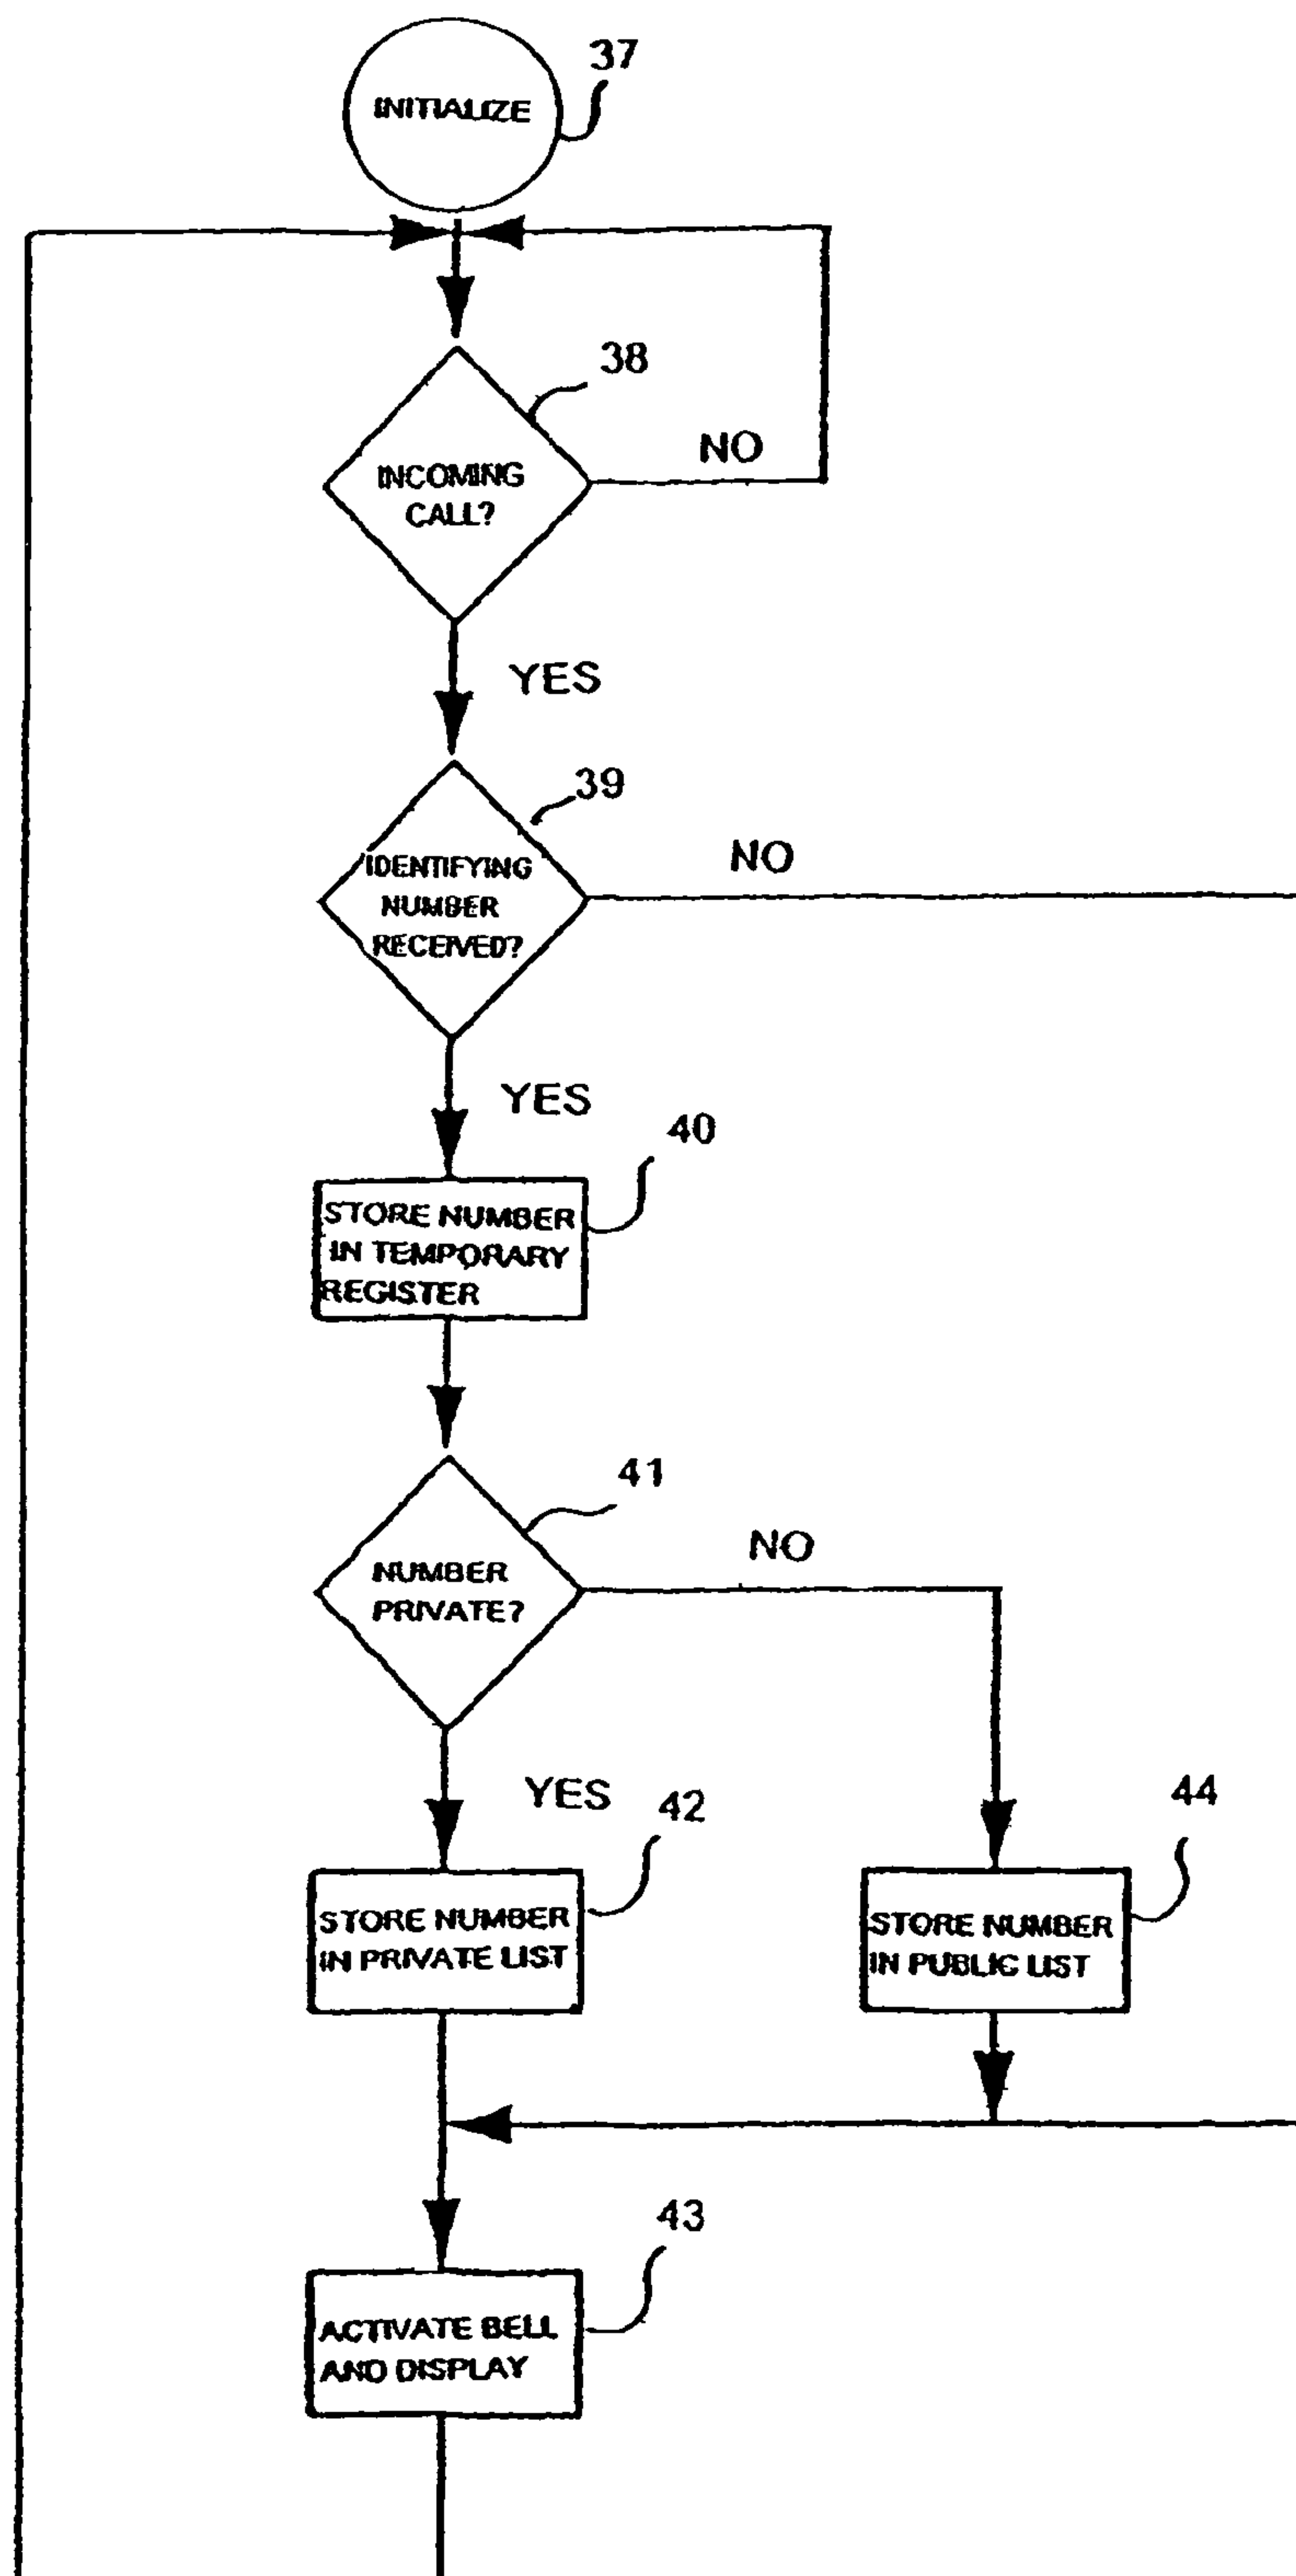 37
INITIALIZE
38
NO
INCOMING
CALL?
YES
39
NO
IDENTIFYING
NUMBER
RECEIVED?
YES
40
STORE NUMBER
IN TEMPORARY
REGISTER
41
NO
NUMBER
PRIVATE?
YES
42
44
STORE NUMBER
IN PRIVATE LIST
STORE NUMBER
IN PUBLIC LIST
43
ACTIVATE BELL
AND DISPLAY